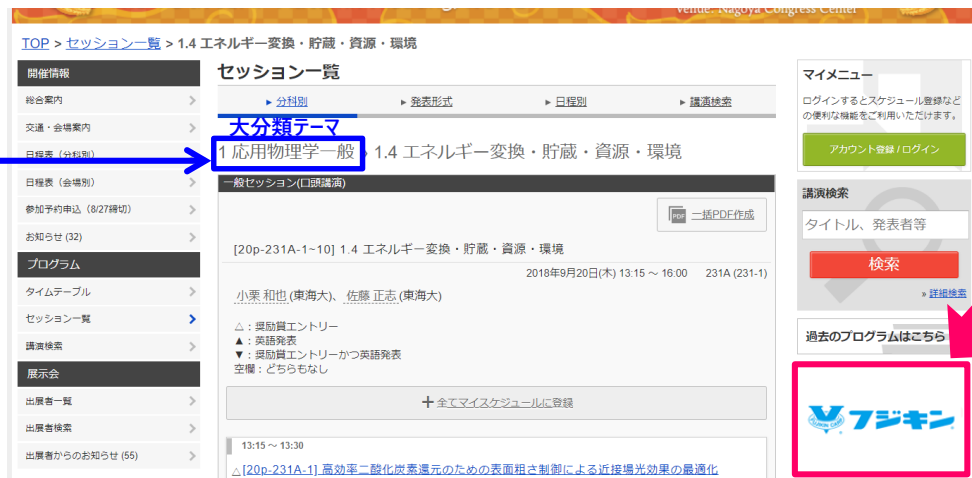 Venue: Nagoya Congress Center
TOP > セッション一覧 > 1.4 エネルギー変換・貯蔵・資源・環境
開催情報
総合案内
交通・会場案内
日程表（分科別）
日程表（会場別）
参加予約申込（8/27締切）
お知らせ (32)
プログラム
タイムテーブル
セッション一覧
講演検索
展示会
出展者一覧
出展者検索
出展者からのお知らせ (55)
セッション一覧
分科別
発表形式
日程別
講演検索
大分類テーマ
1 応用物理学一般 » 1.4 エネルギー変換・貯蔵・資源・環境
一般セッション(口頭講演)
PDF 一括PDF作成
[20p-231A-1~10] 1.4 エネルギー変換・貯蔵・資源・環境
2018年9月20日(木) 13:15 ～ 16:00 231A (231-1)
小栗 和也(東海大)、 佐藤 正志(東海大)
△：奨励賞エントリー
▲：英語発表
▼：奨励賞エントリーかつ英語発表
空欄：どちらもなし
+ 全てマイスケジュールに登録
13:15 ～ 13:30
△[20p-231A-1] 高効率二酸化炭素還元のための表面粗さ制御による近接場光効果の最適化
マイメニュー
ログインするとスケジュール登録など
の便利な機能をご利用いただけます。
アカウント登録 / ログイン
講演検索
タイトル、発表者等
検索
» 詳細検索
過去のプログラムはこちら
フジキン